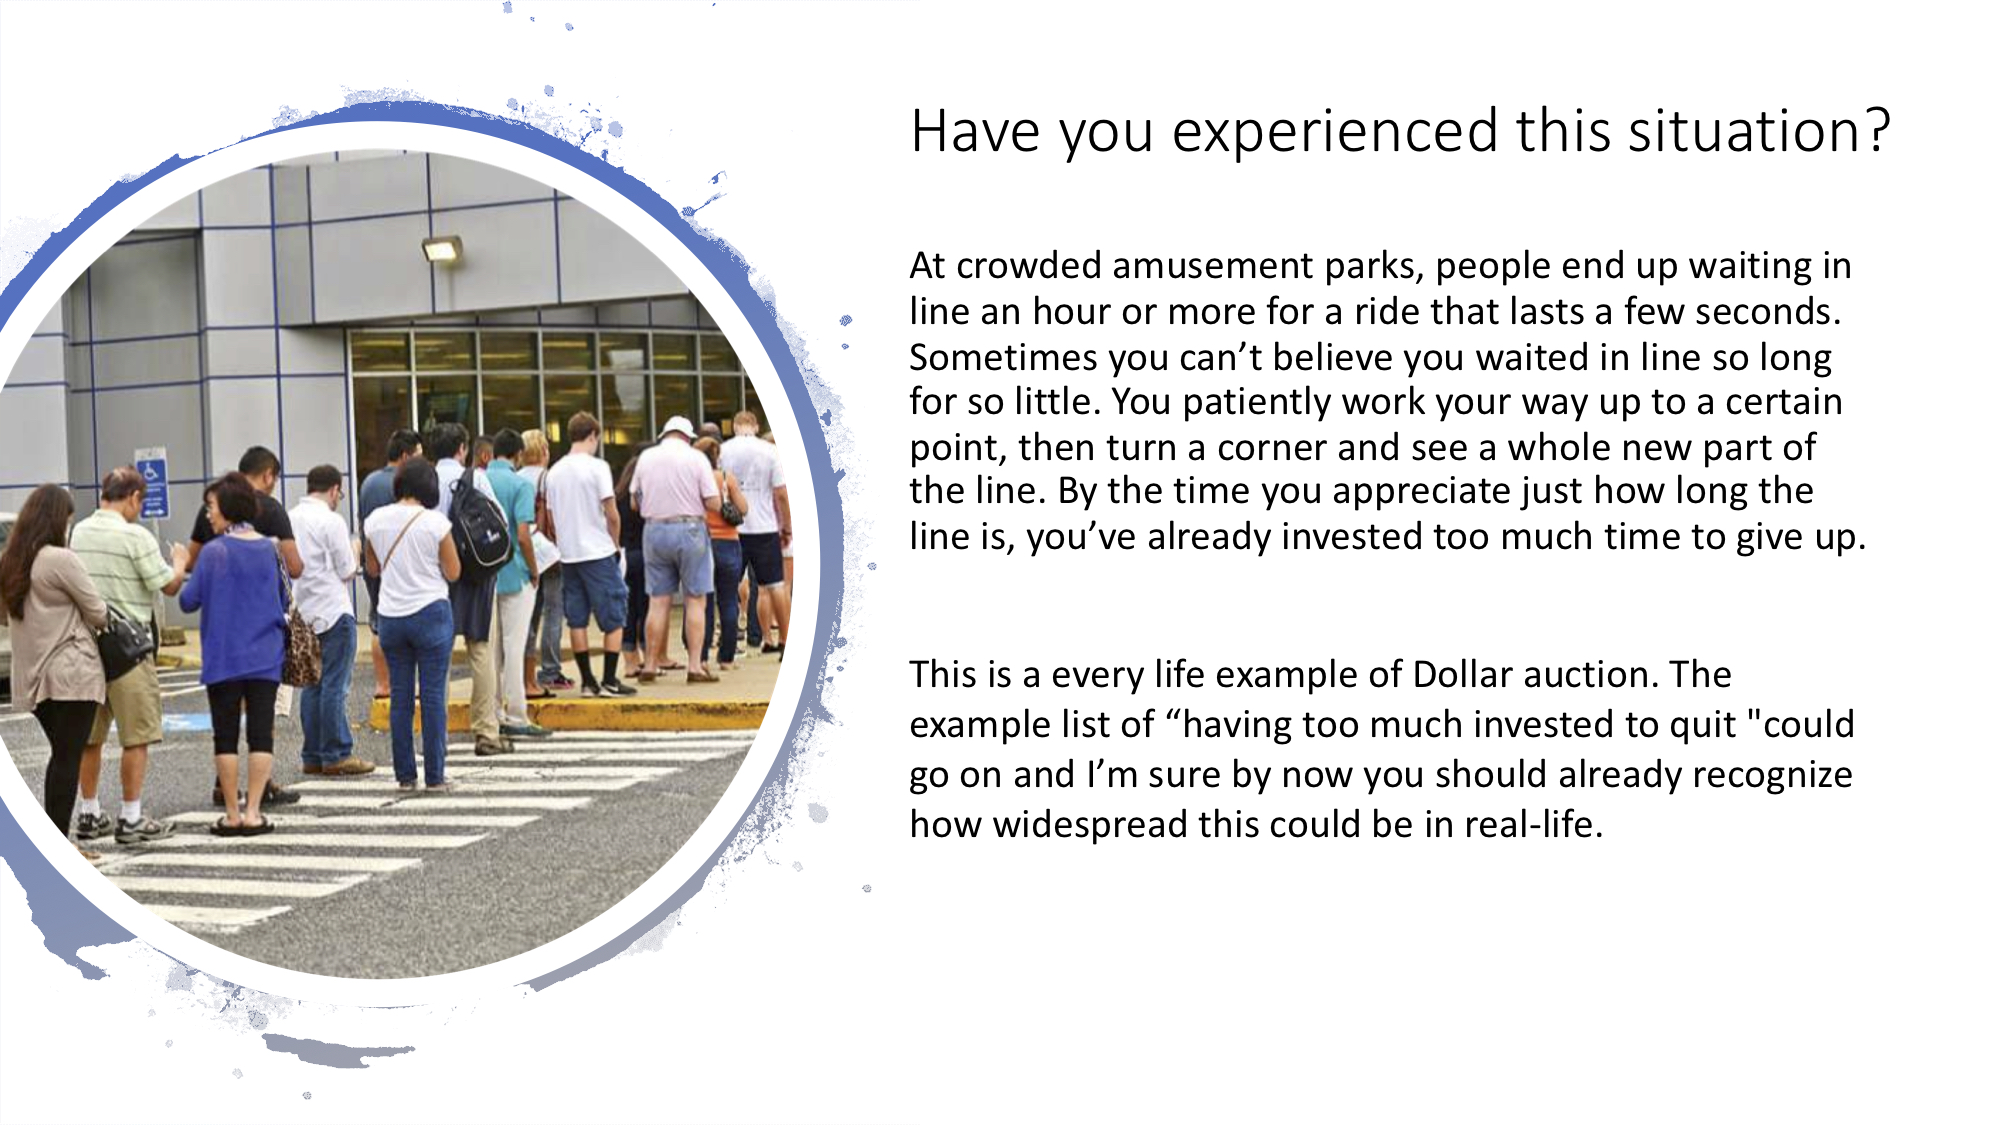 Have you experienced this situation?
At crowded amusement parks, people end up waiting in
line an hour or more for a ride that lasts a few seconds.
Sometimes you can’t believe you waited in line so long
for so little. You patiently work your way up to a certain
point, then turn a corner and see a whole new part of
the line. By the time you appreciate just how long the
line is, you’ve already invested too much time to give up.
This is a every life example of Dollar auction. The
example list of “having too much invested to quit "could
go on and I’m sure by now you should already recognize
how widespread this could be in real-life.